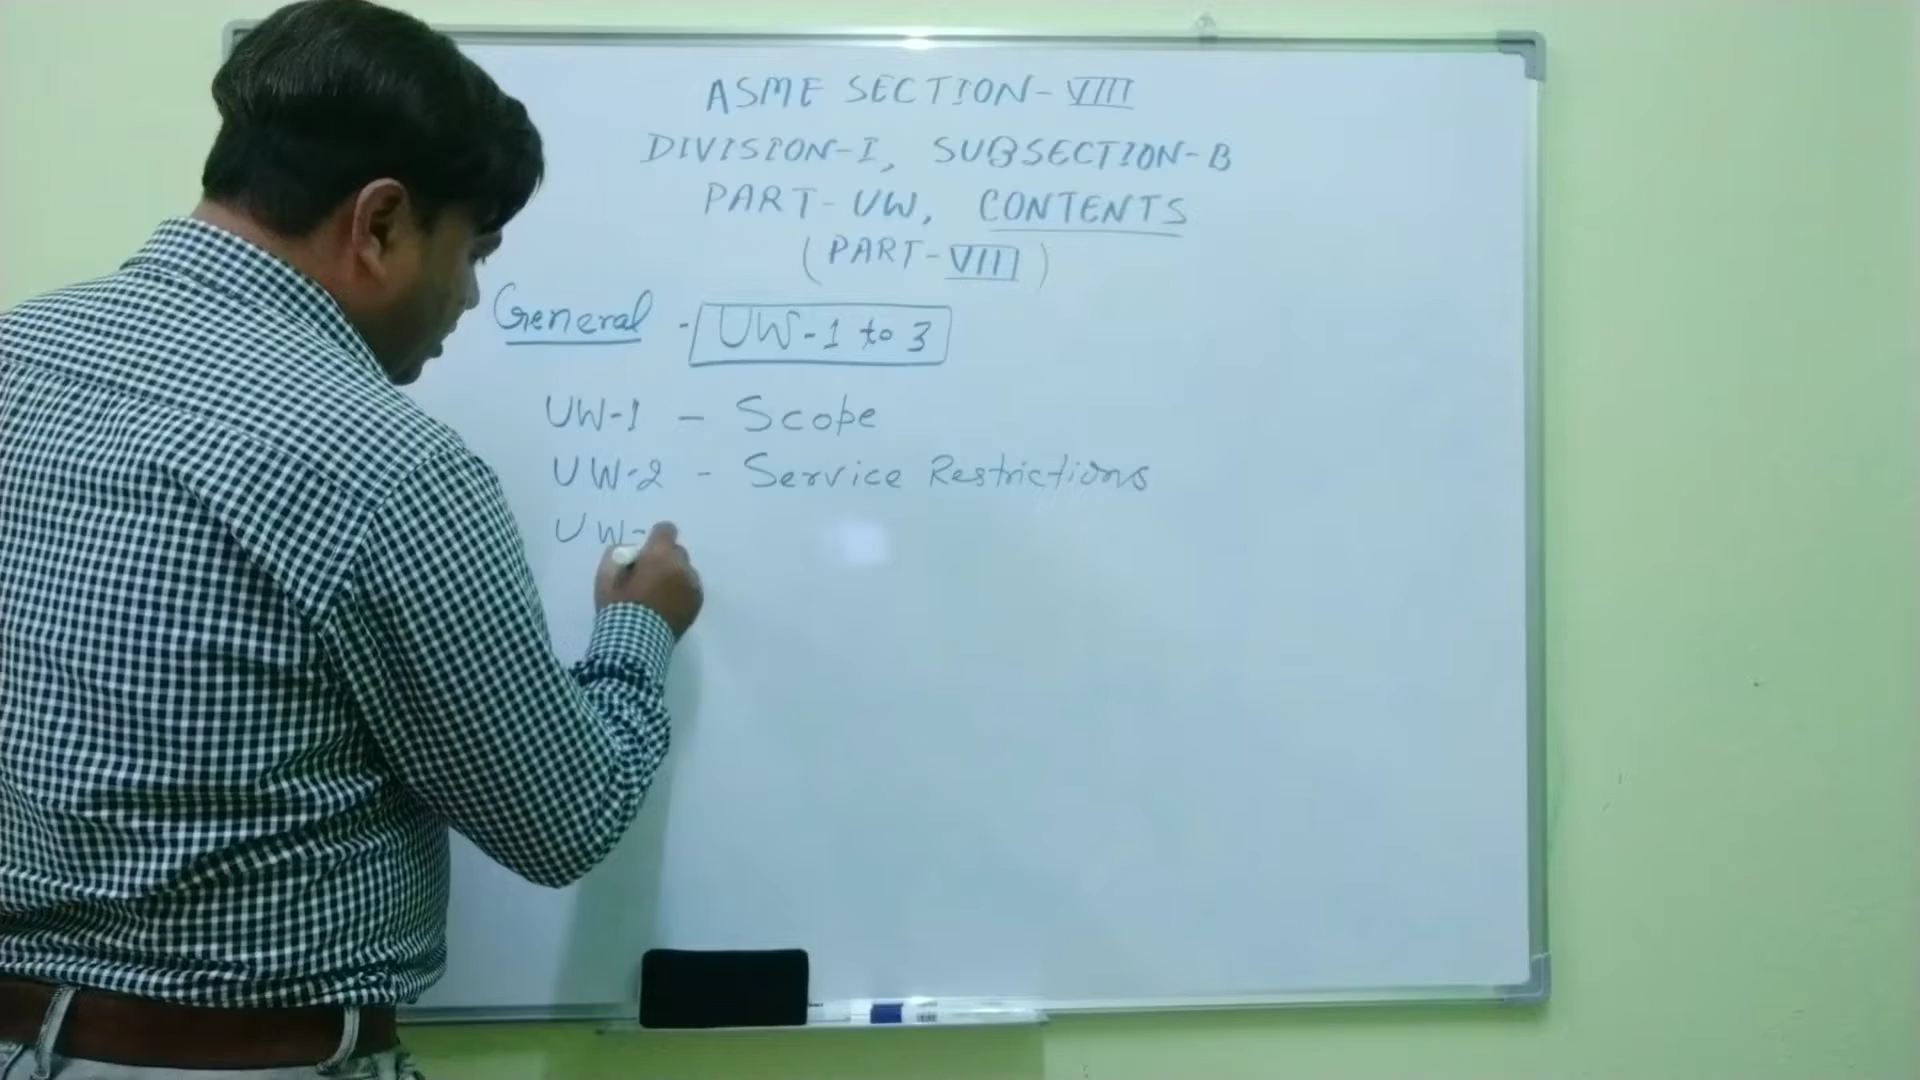 ASME SECTION-VIII
DIVISION-I, SUBSECTION-B
PART-UW, CONTENTS
(PART-VIII)
General - UW-1 to 3
UW-1 - Scope
UW-2 - Service Restrictions
UW-